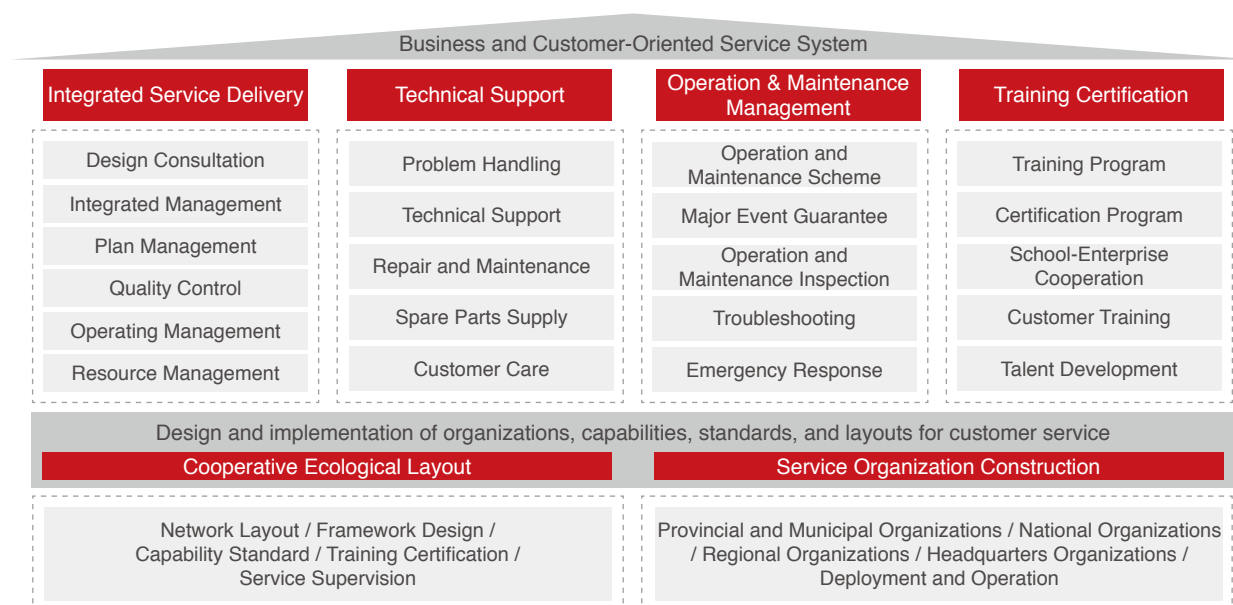 Business and Customer-Oriented Service System
Integrated Service Delivery
Design Consultation
Integrated Management
Plan Management
Quality Control
Operating Management
Resource Management
Technical Support
Problem Handling
Technical Support
Repair and Maintenance
Spare Parts Supply
Customer Care
Operation & Maintenance
Management
Operation and
Maintenance Scheme
Major Event Guarantee
Operation and
Maintenance Inspection
Troubleshooting
Emergency Response
Training Certification
Training Program
Certification Program
School-Enterprise
Cooperation
Customer Training
Talent Development
Design and implementation of organizations, capabilities, standards, and layouts for customer service
Cooperative Ecological Layout
Network Layout / Framework Design /
Capability Standard / Training Certification /
Service Supervision
Service Organization Construction
Provincial and Municipal Organizations / National Organizations
/ Regional Organizations / Headquarters Organizations /
Deployment and Operation